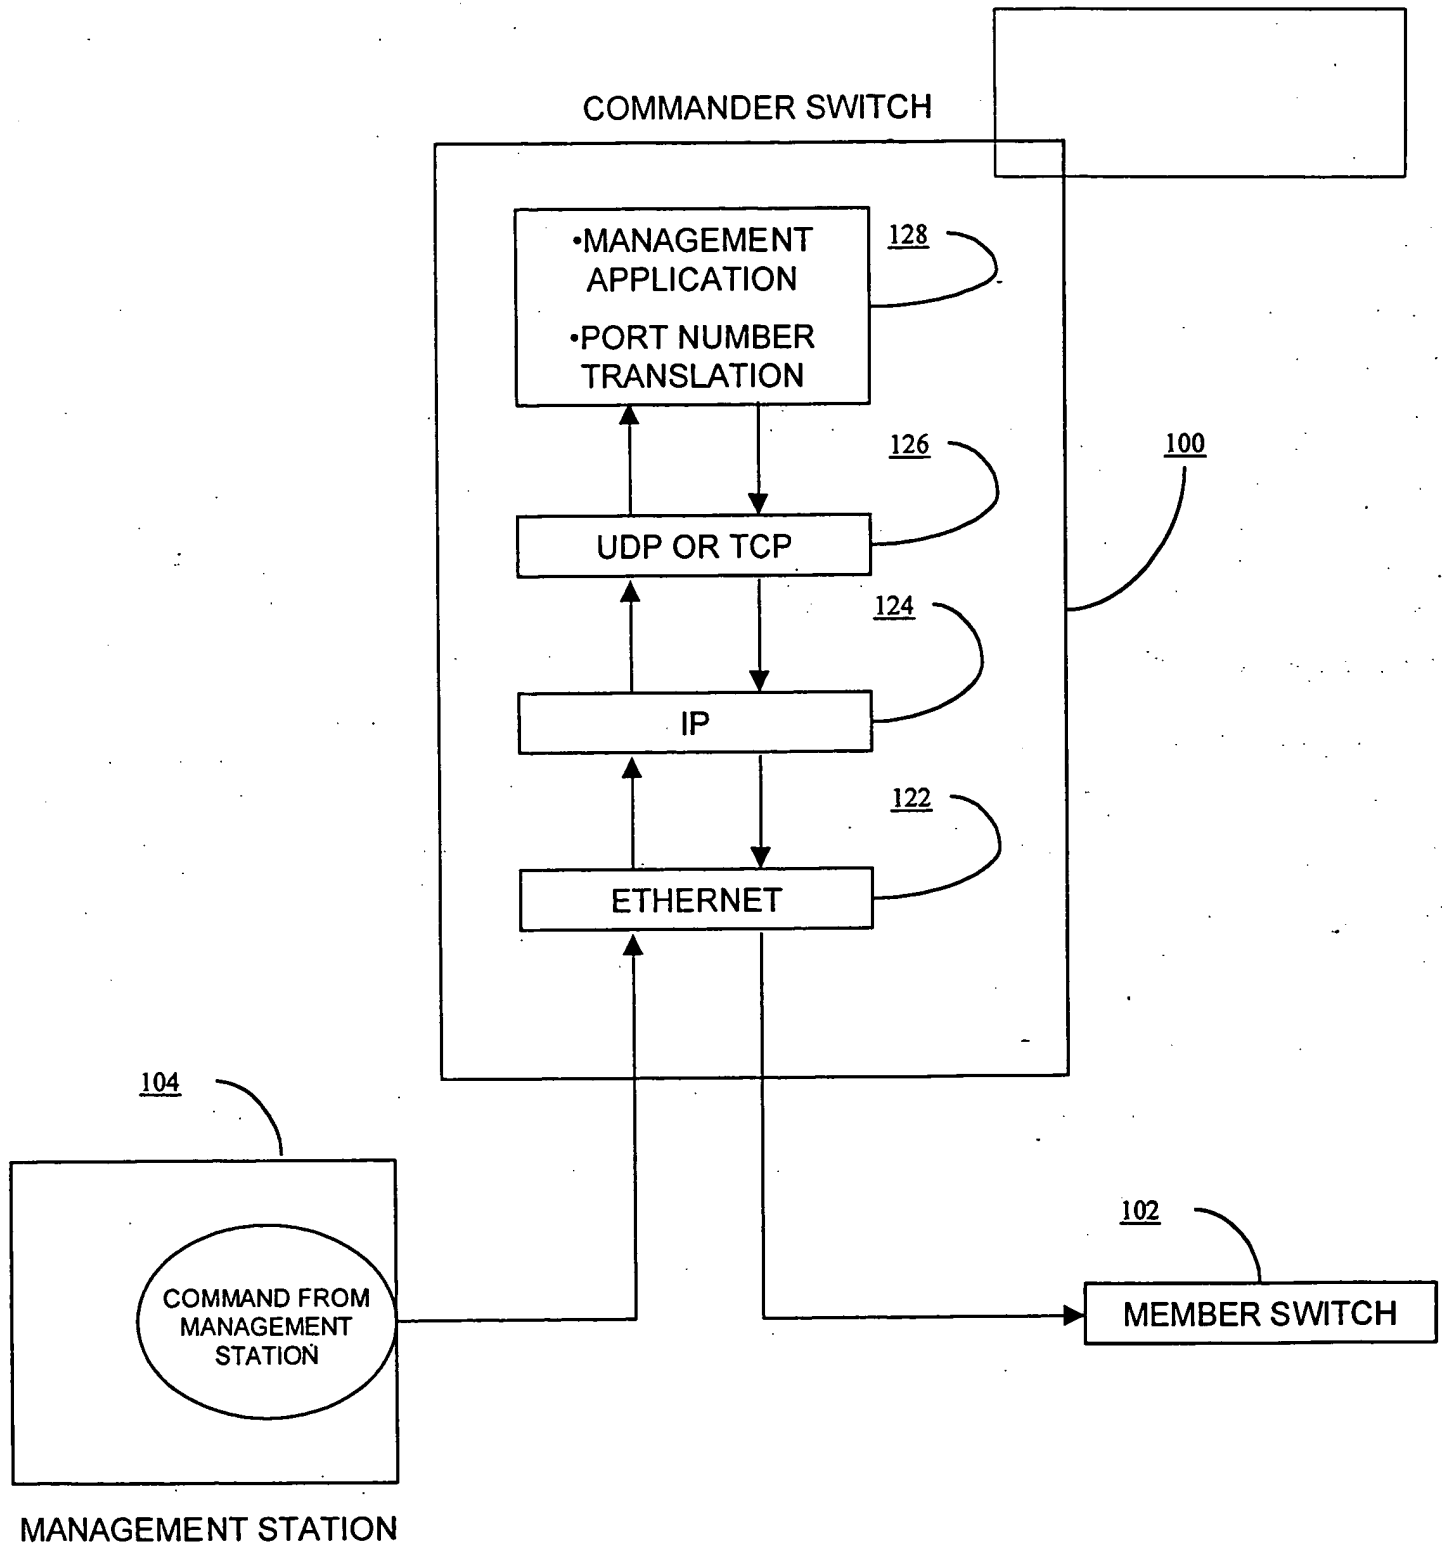 COMMANDER SWITCH
•MANAGEMENT
APPLICATION
•PORT NUMBER
TRANSLATION
128
126
100
UDP OR TCP
124
IP
122
ETHERNET
104
102
COMMAND FROM
MANAGEMENT
STATION
MEMBER SWITCH
MANAGEMENT STATION